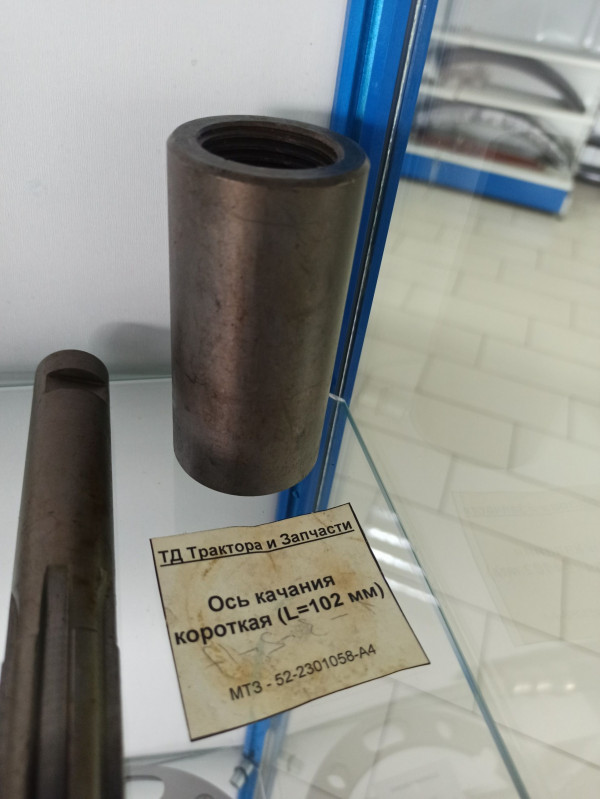 ТД Трактора и Запчасти
Ось качания
короткая (L=102 мм)
МТЗ - 52-2301058-А4